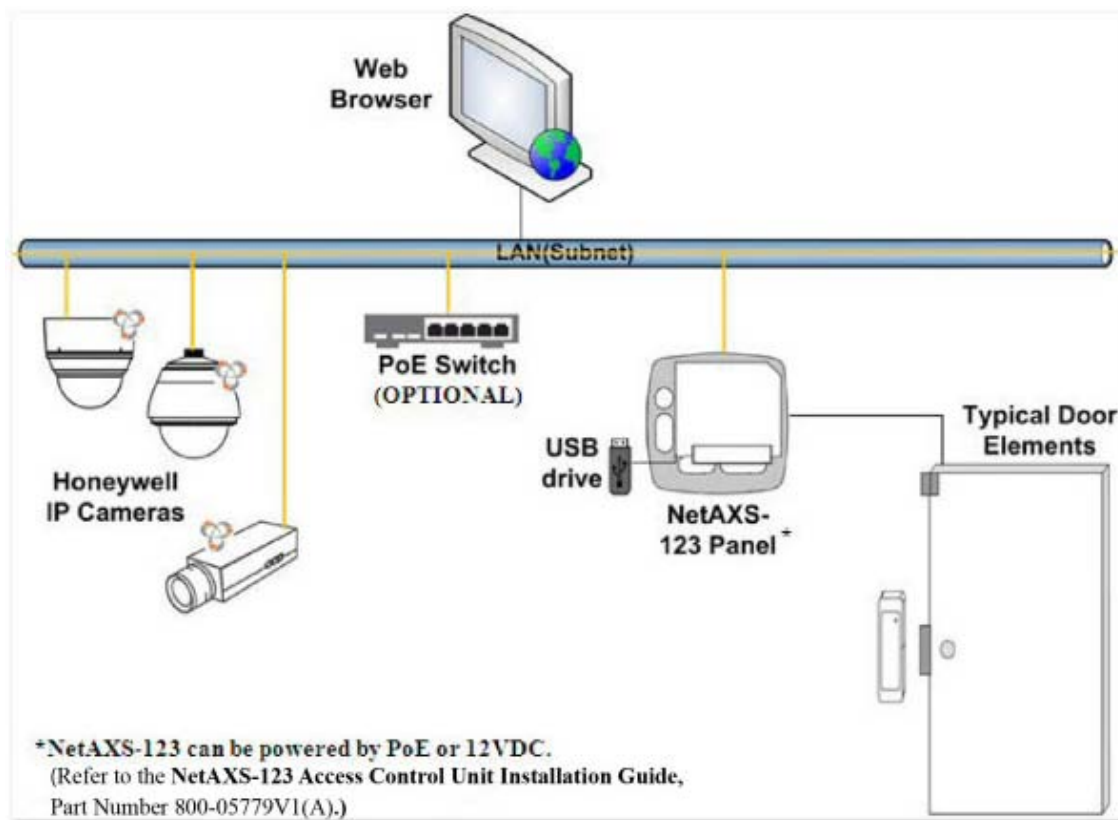 Web
Browser
LAN(Subnet)
PoE Switch
(OPTIONAL)
Honeywell
IP Cameras
USB
drive
NetAXS-
123 Panel *
Typical Door
Elements
*NetAXS-123 can be powered by PoE or 12VDC.
(Refer to the NetAXS-123 Access Control Unit Installation Guide,
Part Number 800-05779V1(A).)